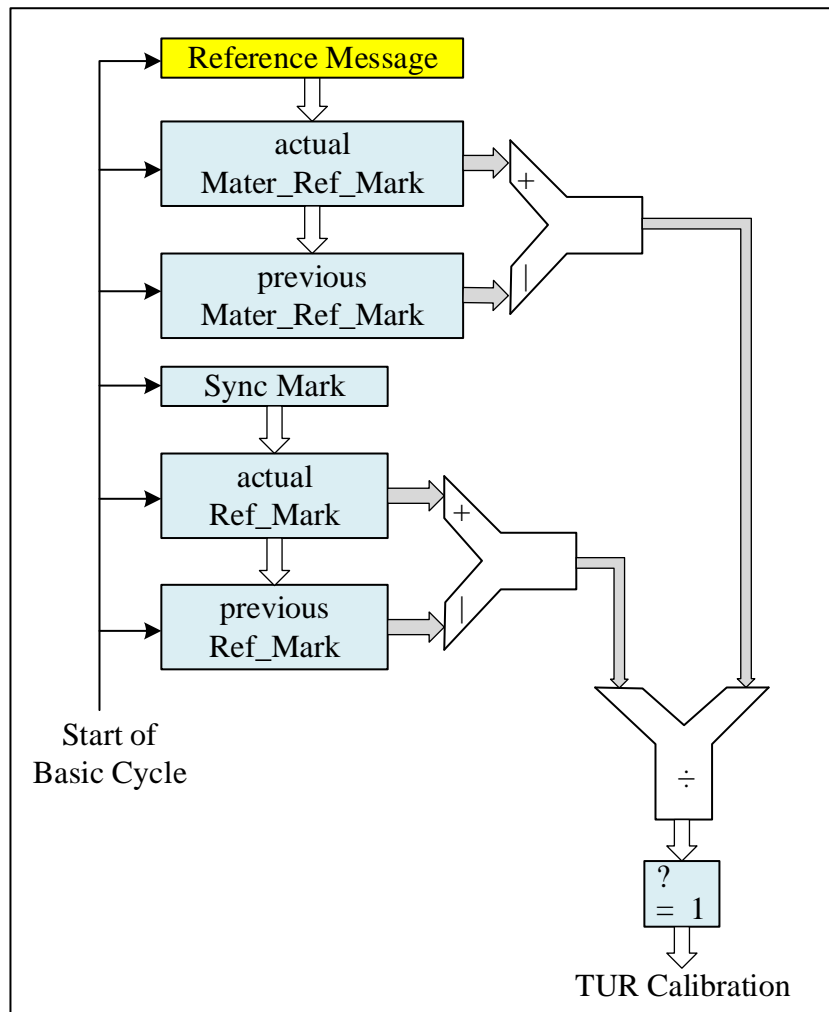 Reference Message
actual
Mater_Ref_Mark
+
previous
Mater_Ref_Mark
—
Sync Mark
actual
Ref_Mark
+
previous
Ref_Mark
—
Start of
Basic Cycle
÷
?
= 1
TUR Calibration